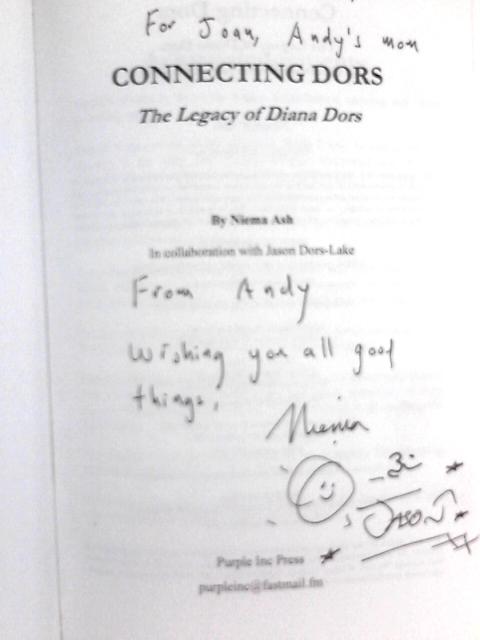 For Joan, Andy's mom
CONNECTING DORS
The Legacy of Diana Dors
By Niema Ash
In collaboration with Jason Dors-Lake
From Andy
Wishing you all good
things,
Niema
JASON
Purple Inc Press
purpleinc@fastmail.fm